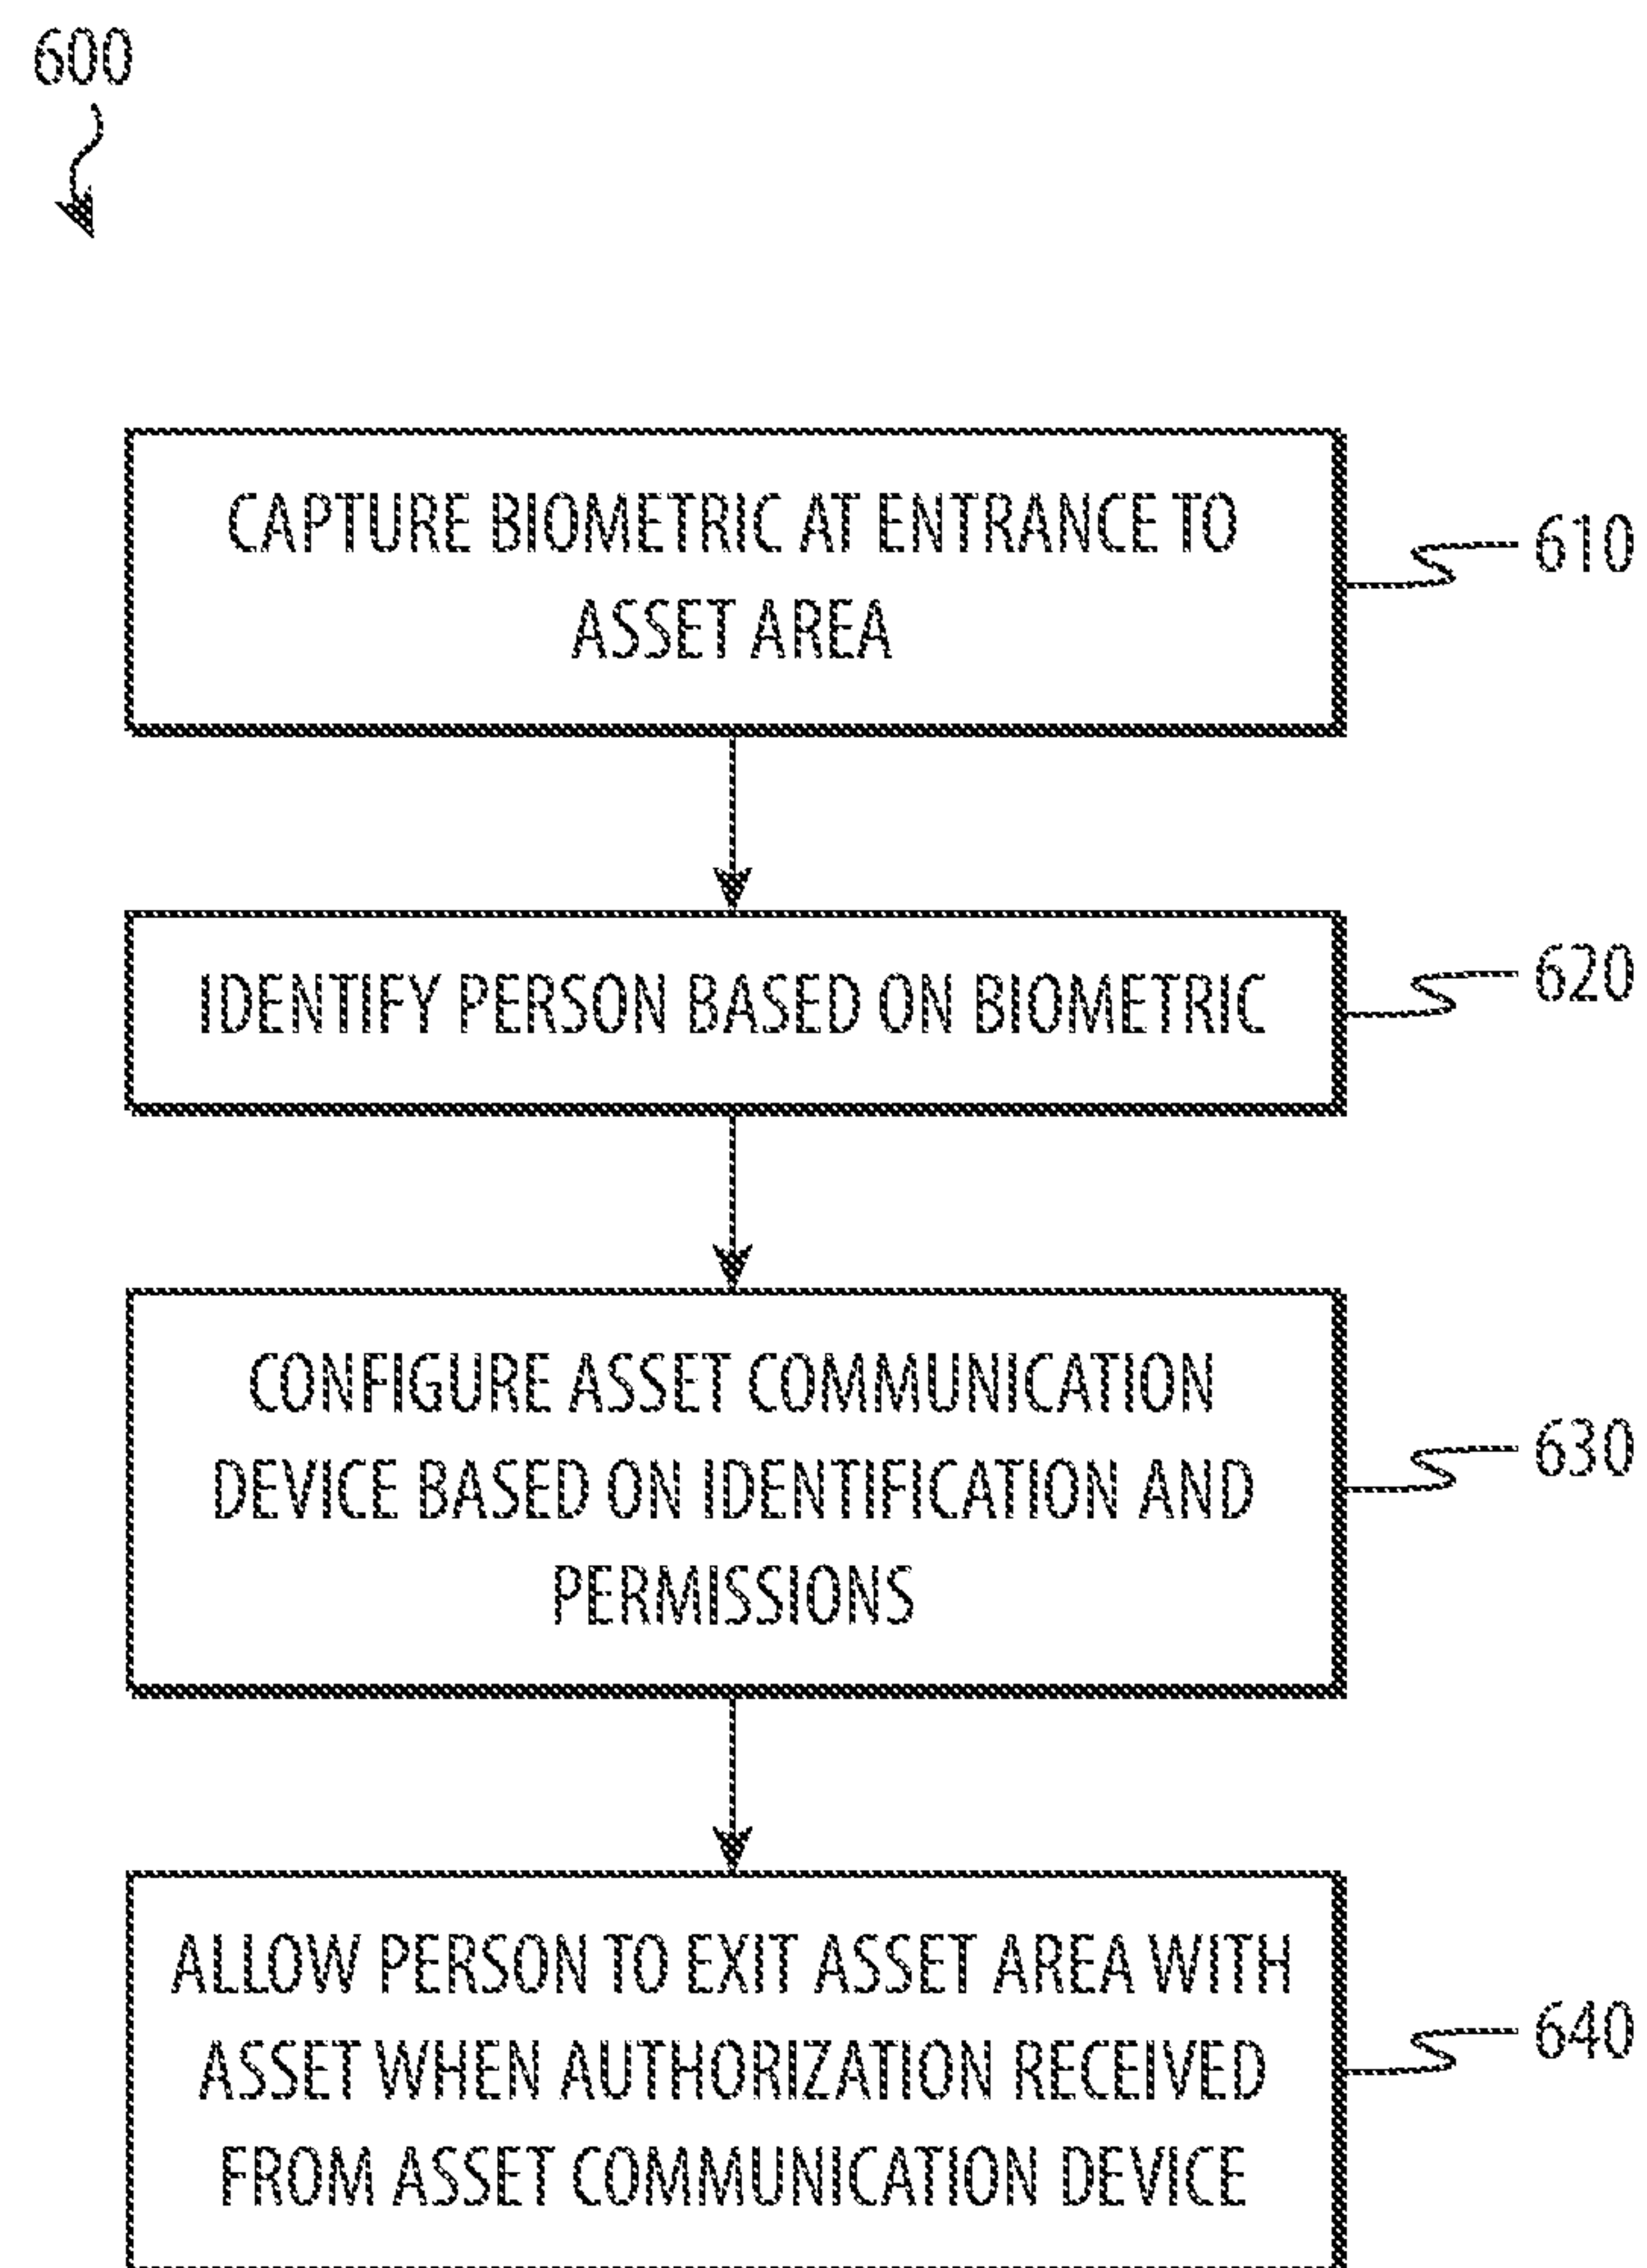 600
CAPTURE BIOMETRIC AT ENTRANCE TO
ASSET AREA
610
IDENTIFY PERSON BASED ON BIOMETRIC
620
CONFIGURE ASSET COMMUNICATION
DEVICE BASED ON IDENTIFICATION AND
PERMISSIONS
630
ALLOW PERSON TO EXIT ASSET AREA WITH
ASSET WHEN AUTHORIZATION RECEIVED
FROM ASSET COMMUNICATION DEVICE
640